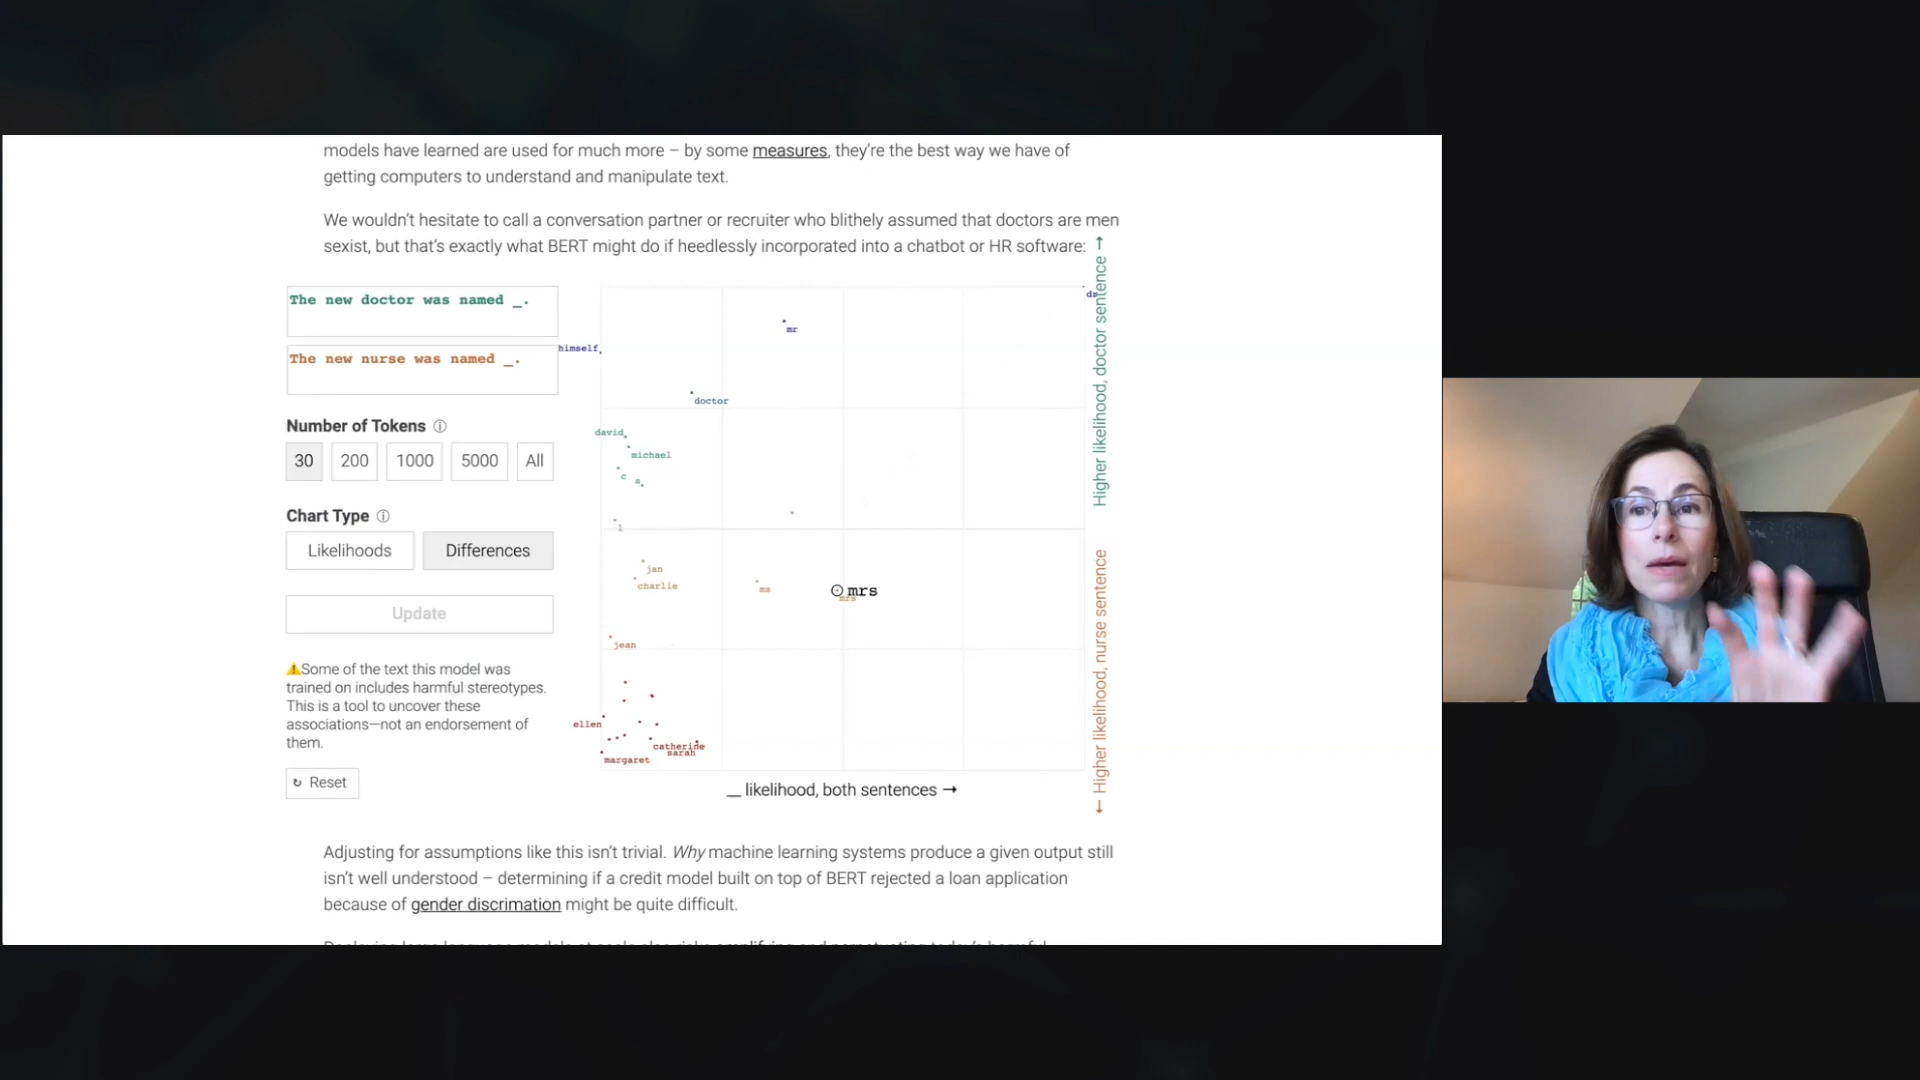 models have learned are used for much more – by some measures, they're the best way we have of
getting computers to understand and manipulate text.
We wouldn't hesitate to call a conversation partner or recruiter who blithely assumed that doctors are men
sexist, but that's exactly what BERT might do if heedlessly incorporated into a chatbot or HR software:
The new doctor was named _.
The new nurse was named _.
Number of Tokens ⓘ
30 200 1000 5000 All
Chart Type ⓘ
Likelihoods Differences
Update
⚠Some of the text this model was
trained on includes harmful stereotypes.
This is a tool to uncover these
associations—not an endorsement of
them.
↻ Reset
dr
mr
himself
doctor
david
michael
c
a
l
jan
charlie
ms
mrs
mrs
jean
ellen
catherine
sarah
margaret
Higher likelihood, doctor sentence →
← Higher likelihood, nurse sentence
__ likelihood, both sentences →
Adjusting for assumptions like this isn't trivial. Why machine learning systems produce a given output still
isn't well understood – determining if a credit model built on top of BERT rejected a loan application
because of gender discrimation might be quite difficult.